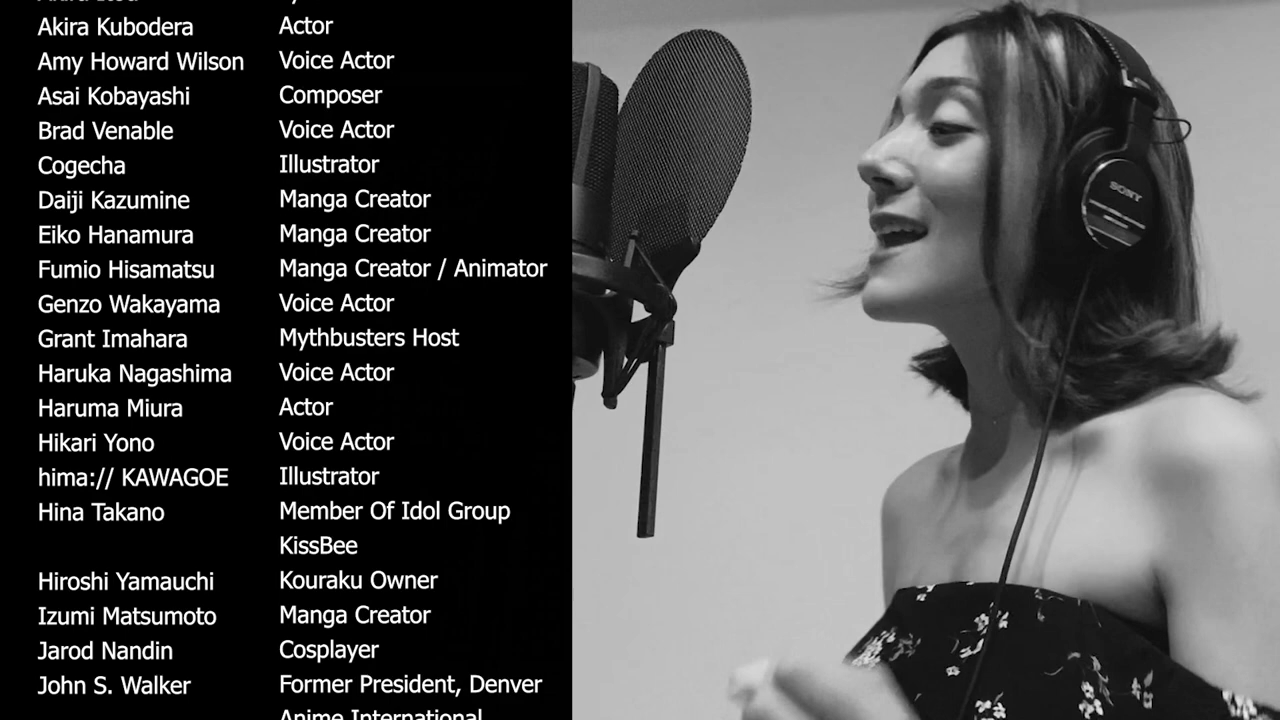 Akira Kubodera Actor
Amy Howard Wilson Voice Actor
Asai Kobayashi Composer
Brad Venable Voice Actor
Cogecha Illustrator
Daiji Kazumine Manga Creator
Eiko Hanamura Manga Creator
Fumio Hisamatsu Manga Creator / Animator
Genzo Wakayama Voice Actor
Grant Imahara Mythbusters Host
Haruka Nagashima Voice Actor
Haruma Miura Actor
Hikari Yono Voice Actor
hima:// KAWAGOE Illustrator
Hina Takano Member Of Idol Group
KissBee
Hiroshi Yamauchi Kouraku Owner
Izumi Matsumoto Manga Creator
Jarod Nandin Cosplayer
John S. Walker Former President, Denver
Anime International
SONY